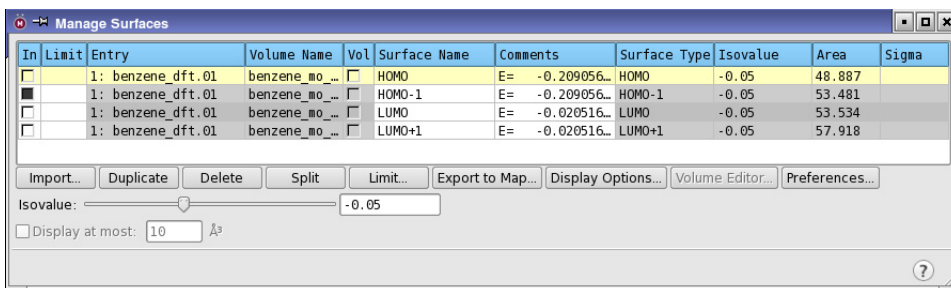 Manage Surfaces
In Limit Entry Volume Name Vol Surface Name Comments Surface Type Isovalue Area Sigma
1: benzene_dft.01 benzene_mo_… HOMO E= -0.209056… HOMO -0.05 48.887
1: benzene_dft.01 benzene_mo_… HOMO-1 E= -0.209056… HOMO-1 -0.05 53.481
1: benzene_dft.01 benzene_mo_… LUMO E= -0.020516… LUMO -0.05 53.534
1: benzene_dft.01 benzene_mo_… LUMO+1 E= -0.020516… LUMO+1 -0.05 57.918
Import... Duplicate Delete Split Limit... Export to Map... Display Options... Volume Editor... Preferences...
Isovalue: -0.05
Display at most: 10 Å³
?